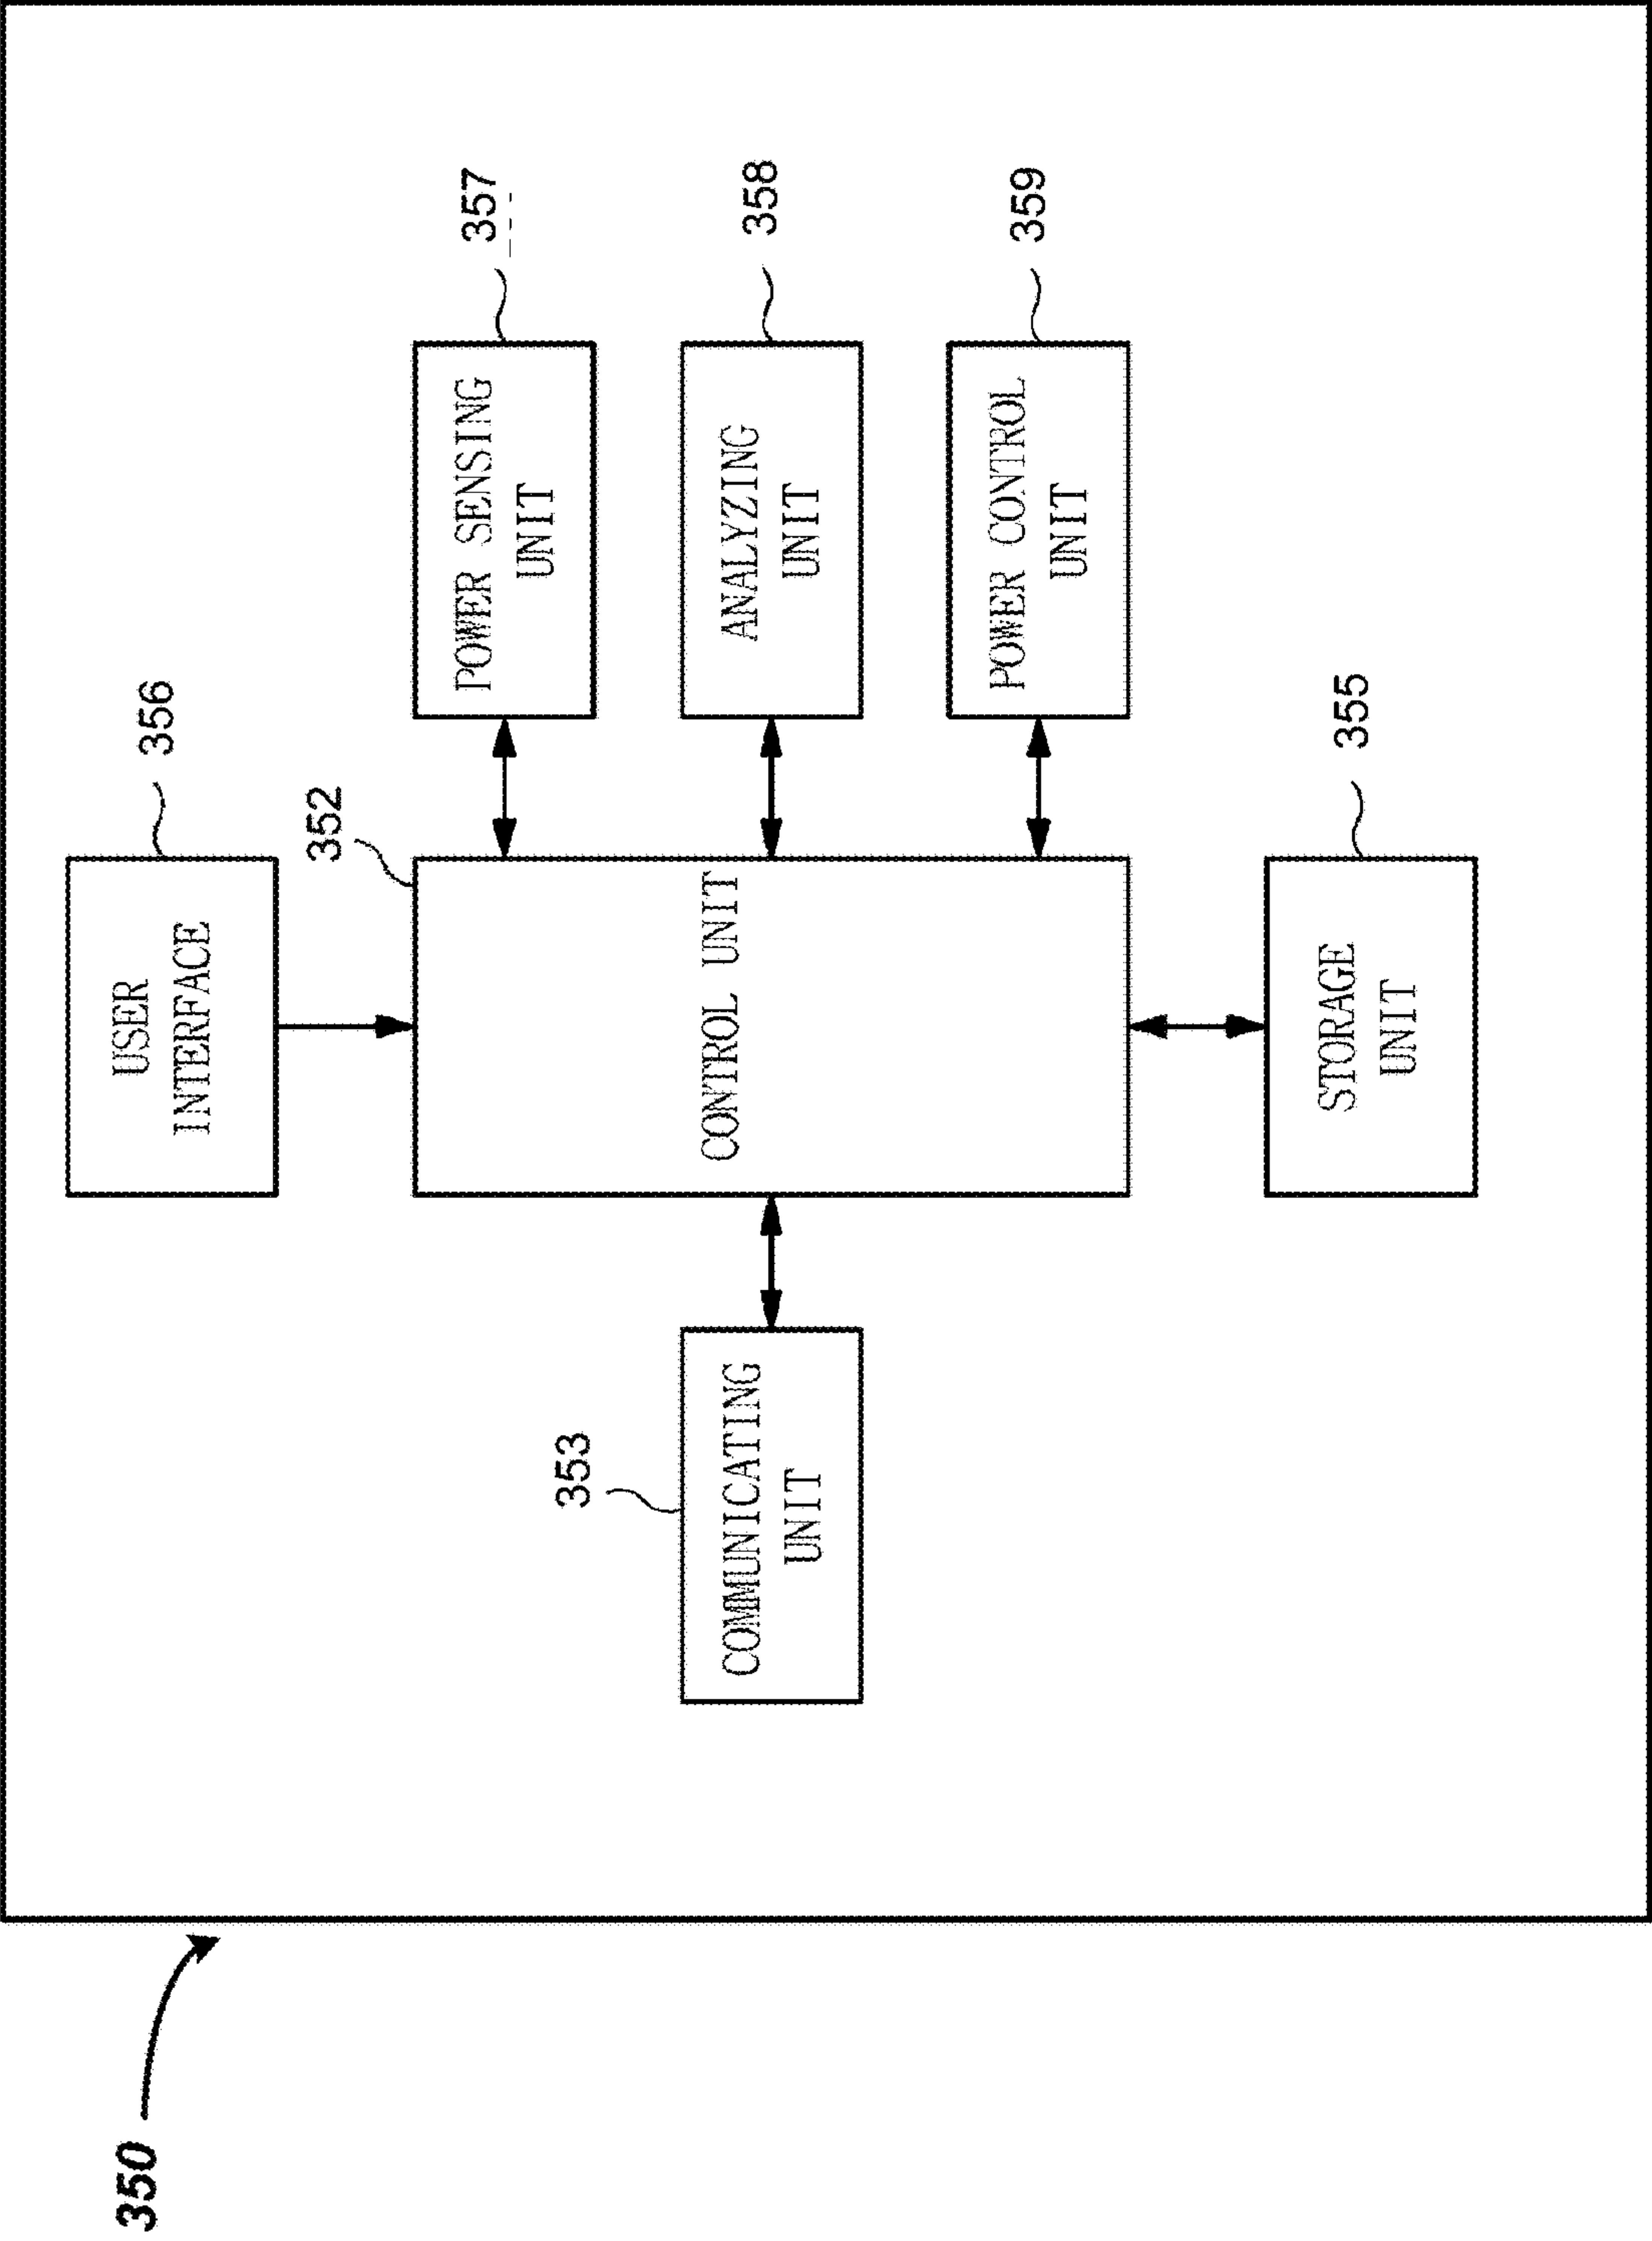 350
356
USER
INTERFACE
352
353
COMMUNICATING
UNIT
CONTROL UNIT
357
POWER SENSING
UNIT
358
ANALYZING
UNIT
359
POWER CONTROL
UNIT
355
STORAGE
UNIT